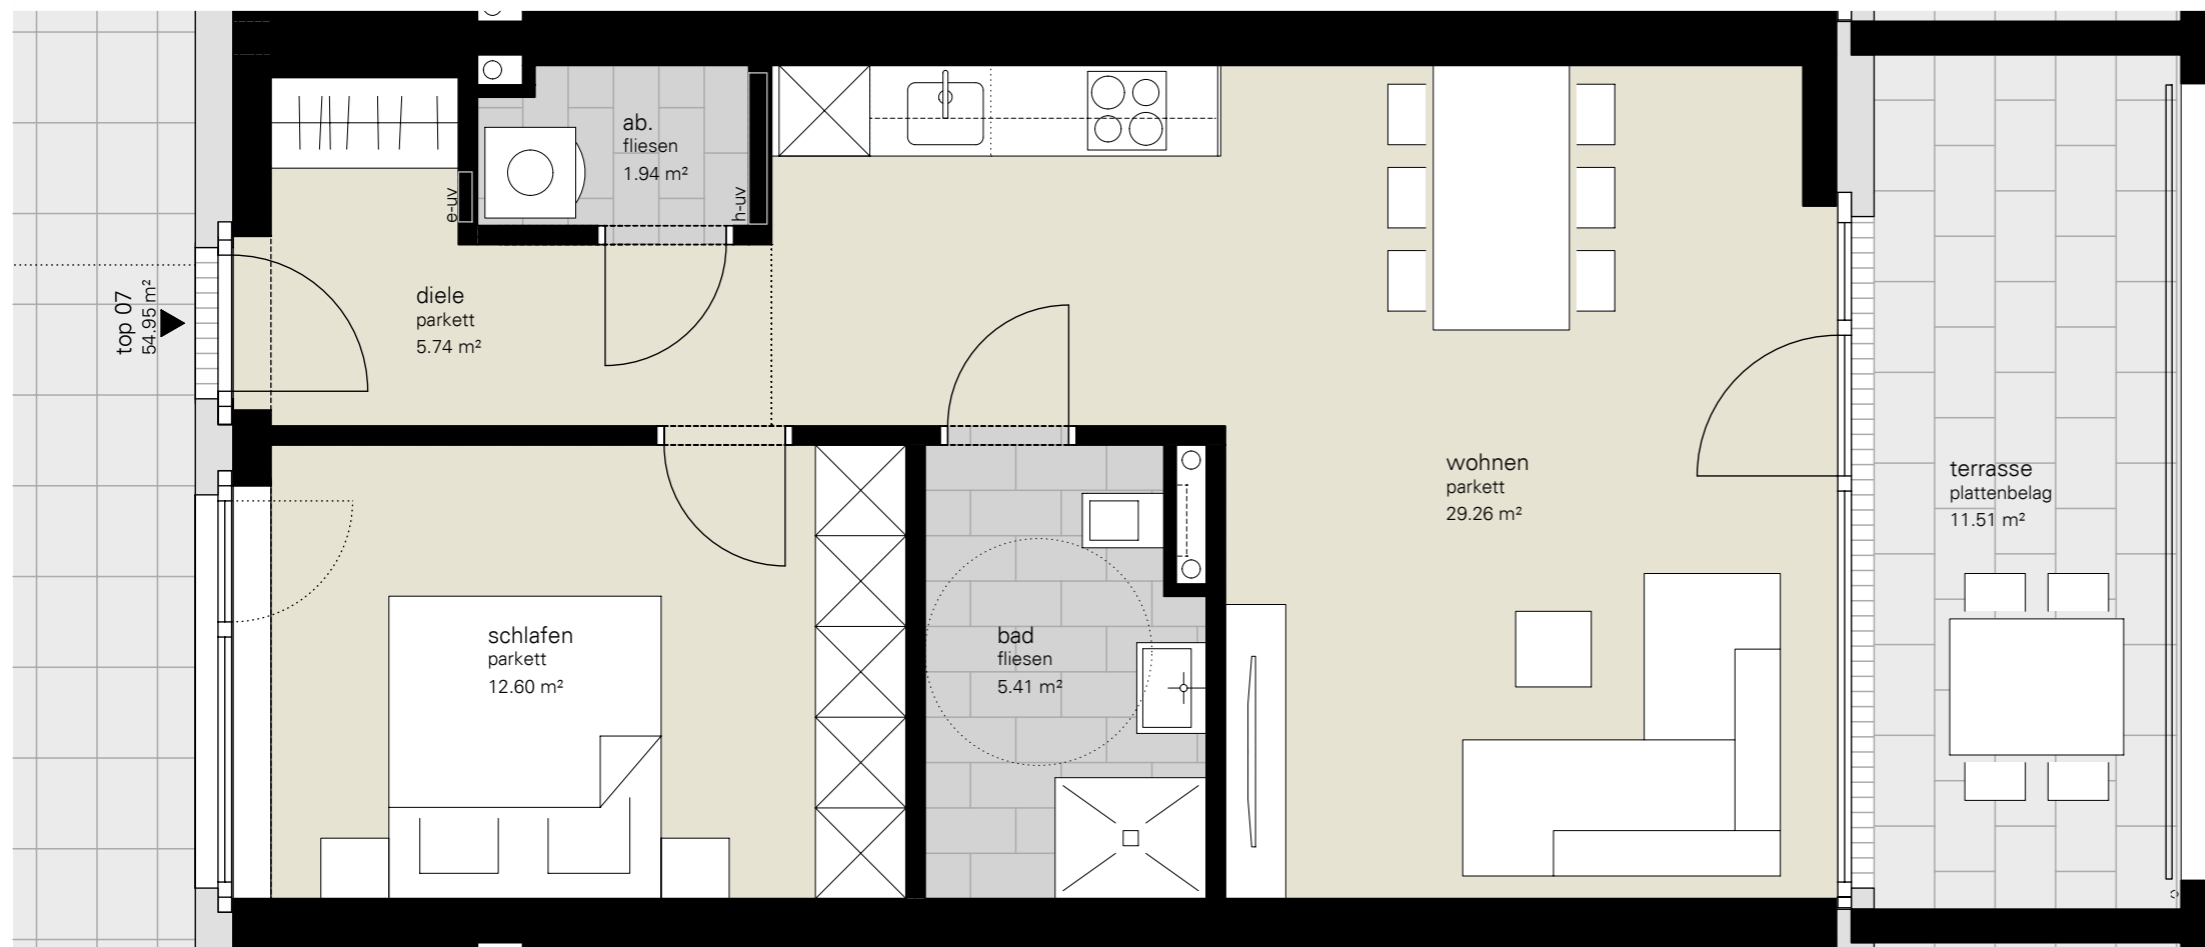 ab.
fliesen
1.94 m²
e-uv
h-uv
top 07
54.95 m²
diele
parkett
5.74 m²
wohnen
parkett
29.26 m²
terrasse
plattenbelag
11.51 m²
schlafen
parkett
12.60 m²
bad
fliesen
5.41 m²